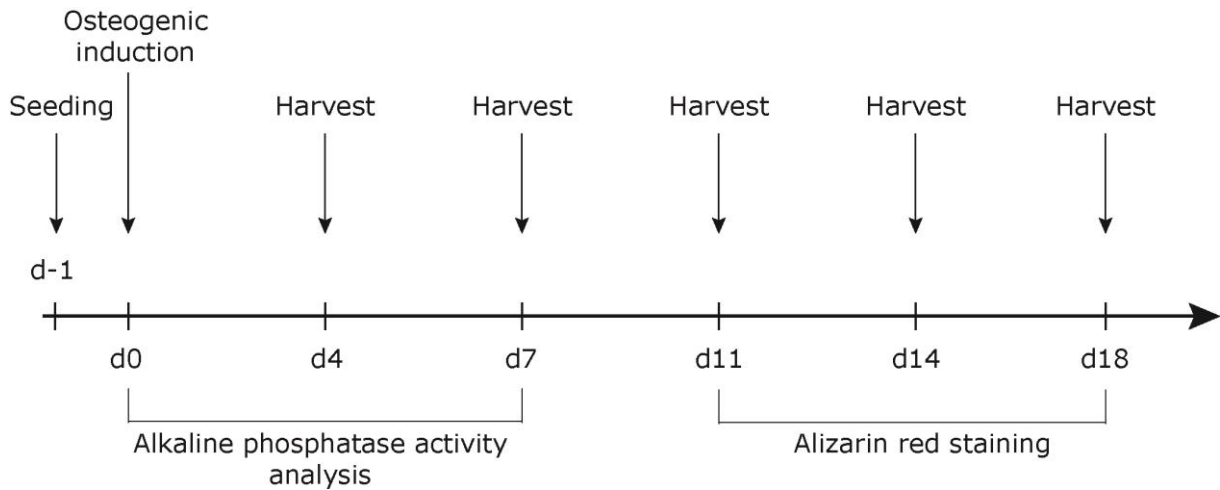 Osteogenic
induction
Seeding
Harvest
Harvest
Harvest
Harvest
Harvest
d-1
d0
d4
d7
d11
d14
d18
Alkaline phosphatase activity
analysis
Alizarin red staining